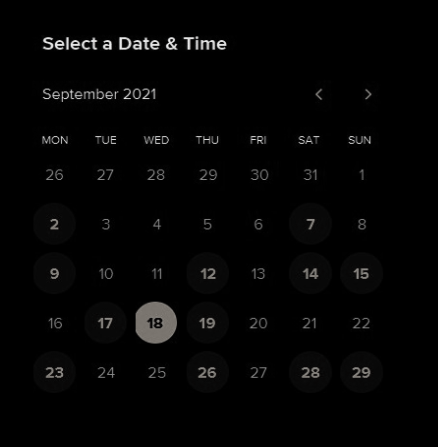 Select a Date & Time
September 2021
MON TUE WED THU FRI SAT SUN
26 27 28 29 30 31 1
2 3 4 5 6 7 8
9 10 11 12 13 14 15
16 17 18 19 20 21 22
23 24 25 26 27 28 29